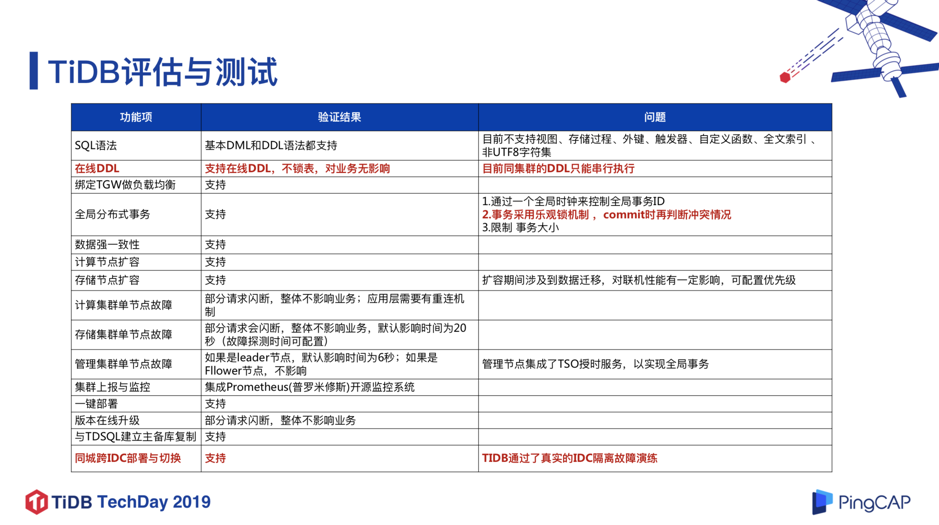 TiDB评估与测试
功能项 验证结果 问题
SQL语法 基本DML和DDL语法都支持 目前不支持视图、存储过程、外键、触发器、自定义函数、全文索引 、
非UTF8字符集
在线DDL 支持在线DDL，不锁表，对业务无影响 目前同集群的DDL只能串行执行
绑定TGW做负载均衡 支持
全局分布式事务 支持 1.通过一个全局时钟来控制全局事务ID
2.事务采用乐观锁机制 ，commit时再判断冲突情况
3.限制 事务大小
数据强一致性 支持
计算节点扩容 支持
存储节点扩容 支持 扩容期间涉及到数据迁移，对联机性能有一定影响，可配置优先级
计算集群单节点故障 部分请求闪断，整体不影响业务；应用层需要有重连机
制
存储集群单节点故障 部分请求会闪断，整体不影响业务，默认影响时间为20
秒（故障探测时间可配置）
管理集群单节点故障 如果是leader节点，默认影响时间为6秒；如果是
Fllower节点，不影响 管理节点集成了TSO授时服务，以实现全局事务
集群上报与监控 集成Prometheus(普罗米修斯)开源监控系统
一键部署 支持
版本在线升级 部分请求闪断，整体不影响业务
与TDSQL建立主备库复制 支持
同城跨IDC部署与切换 支持 TIDB通过了真实的IDC隔离故障演练
TiDB TechDay 2019
PingCAP